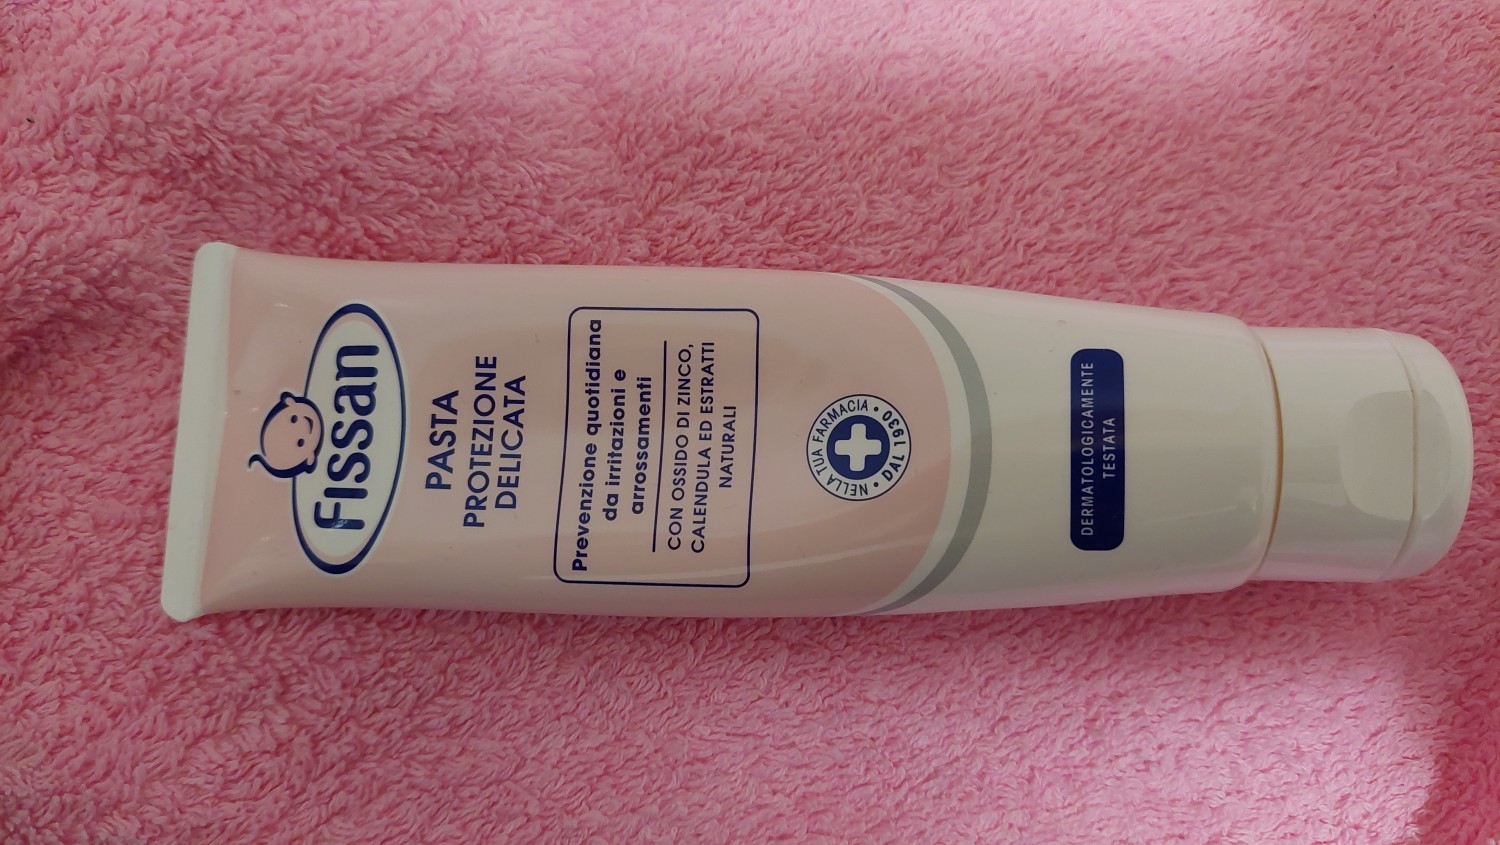 Fissan
PASTA
PROTEZIONE
DELICATA
Prevenzione quotidiana
da irritazioni e
arrossamenti
CON OSSIDO DI ZINCO,
CALENDULA ED ESTRATTI
NATURALI
NELLA TUA FARMACIA • DAL 1930 •
DERMATOLOGICAMENTE
TESTATA